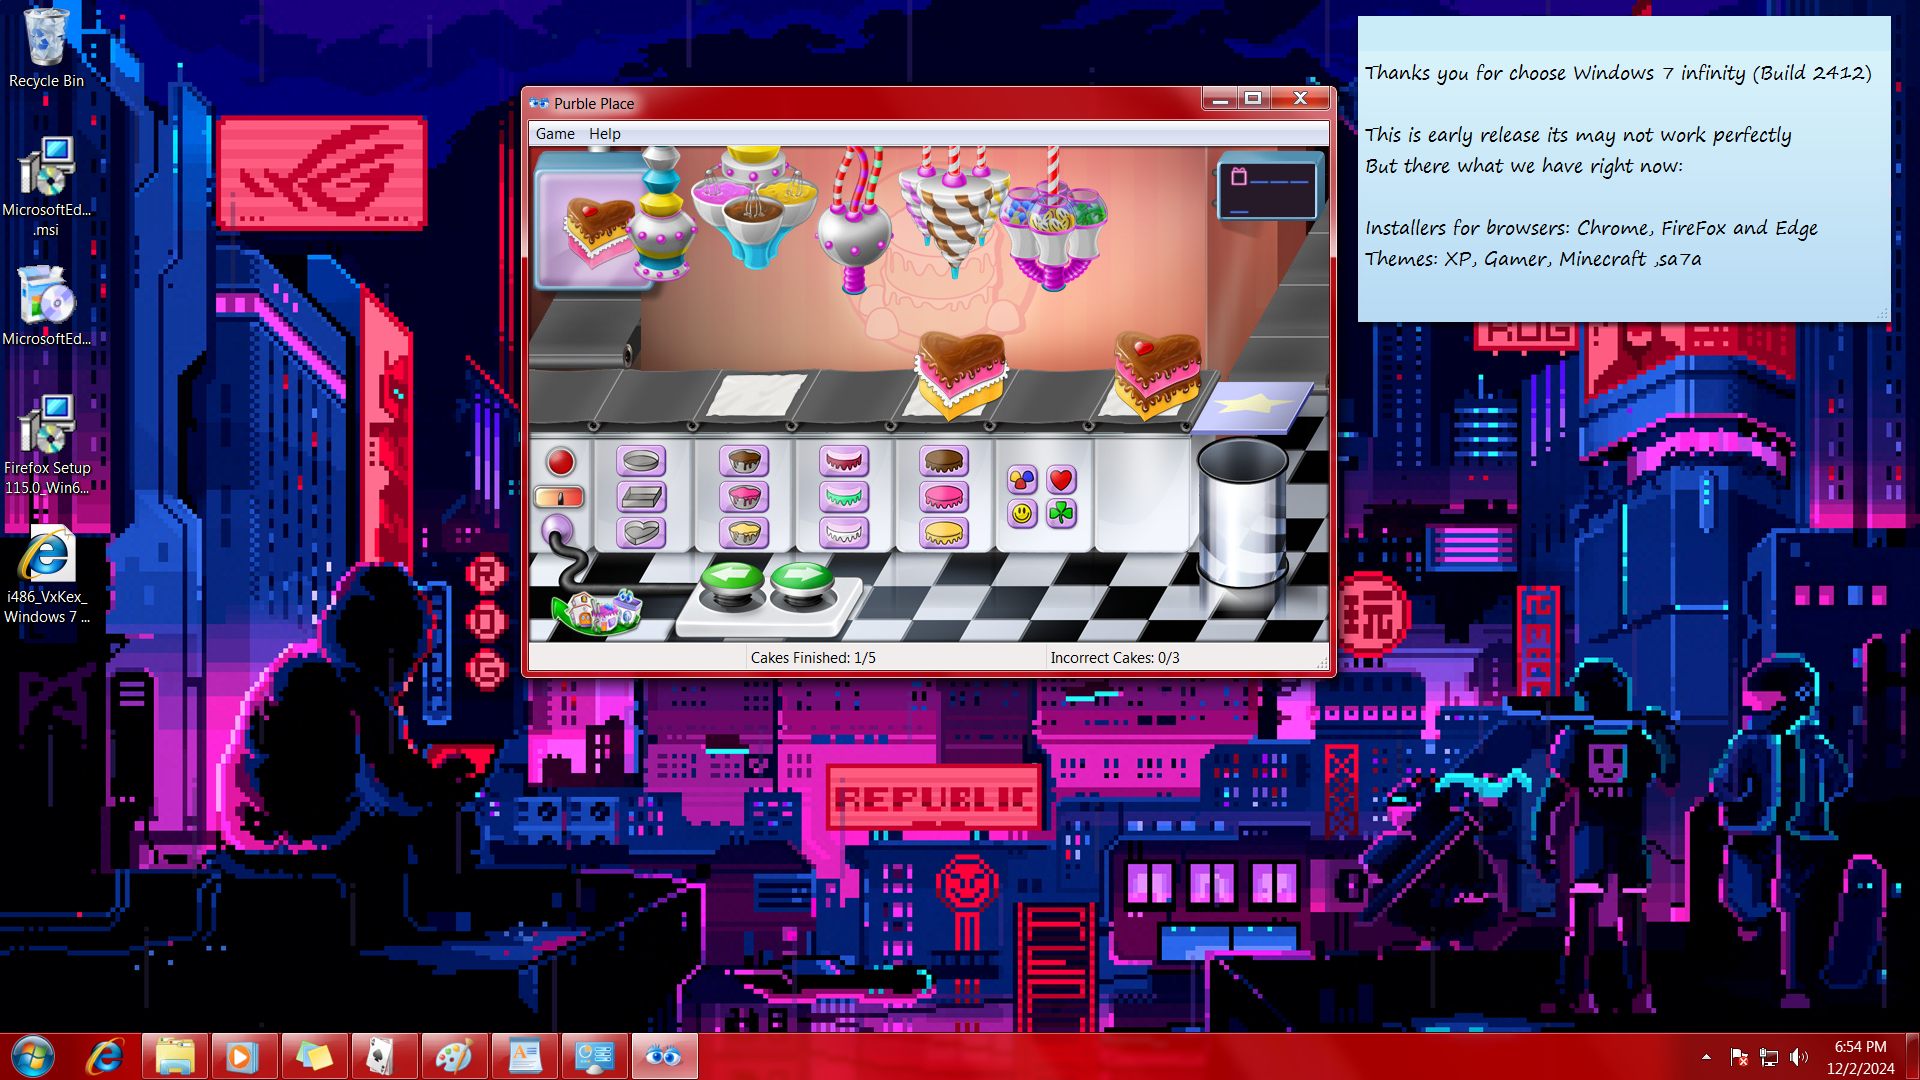 Recycle Bin
MicrosoftEd...
.msi
MicrosoftEd...
Firefox Setup
115.0_Win6...
i486_VxKex_
Windows 7 ...
Purble Place
Game Help
Cakes Finished: 1/5
Incorrect Cakes: 0/3
Thanks you for choose Windows 7 infinity (Build 2412)
This is early release its may not work perfectly
But there what we have right now:
Installers for browsers: Chrome, FireFox and Edge
Themes: XP, Gamer, Minecraft ,sa7a
ROG
R
O
G
玩
REPUBLIC
6:54 PM
12/2/2024